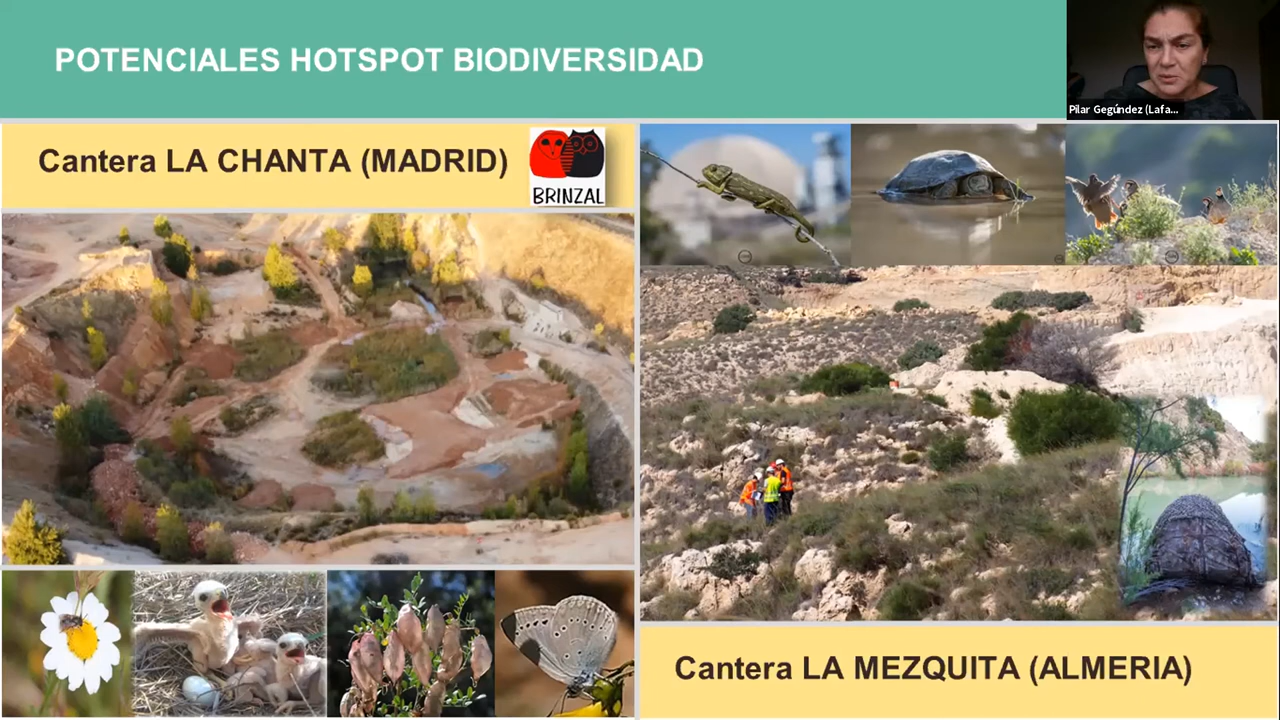 POTENCIALES HOTSPOT BIODIVERSIDAD
Pilar Gegúndez (Lafa...
Cantera LA CHANTA (MADRID)
BRINZAL
Cantera LA MEZQUITA (ALMERIA)